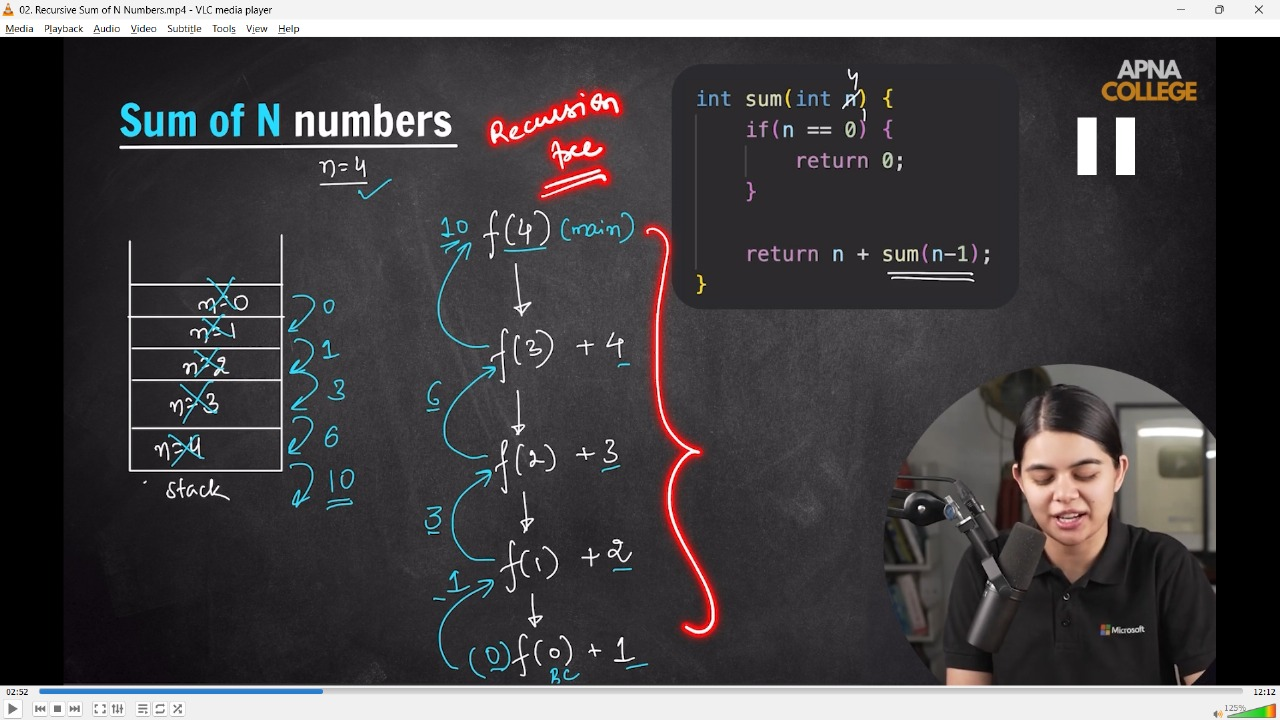 02. Recursive Sum of N Numbers.mp4 - VLC media player
Media Playback Audio Video Subtitle Tools View Help
APNA
COLLEGE
Sum of N numbers
n=4
Recursion
tree
int sum(int n) {
4
if(n == 0) {
return 0;
}
return n + sum(n-1);
}
10 f(4) (main)
f(3) + 4
6
f(2) + 3
3
f(1) + 2
1
(0) f(0) + 1
BC
n=0 0
n=1
n=2 1
n=3 3
n=4 6
stack 10
Microsoft
02:52 12:12
125%